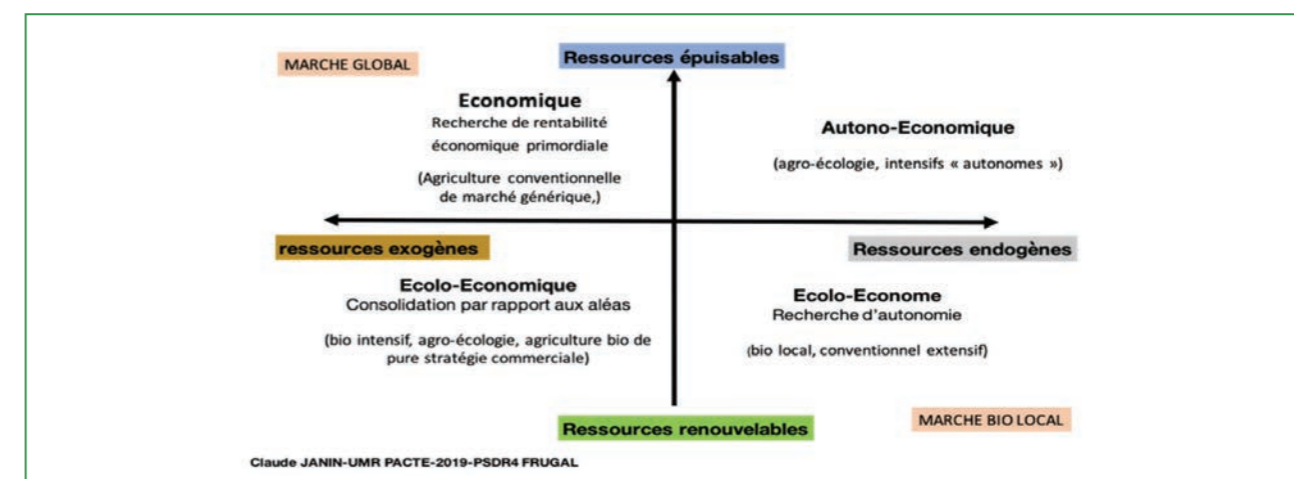 MARCHE GLOBAL
Ressources épuisables
Economique
Recherche de rentabilité
économique primordiale
(Agriculture conventionnelle
de marché générique,)
Autono-Economique
(agro-écologie, intensifs « autonomes »)
ressources exogènes
Ressources endogènes
Ecolo-Economique
Consolidation par rapport aux aléas
(bio intensif, agro-écologie, agriculture bio de
pure stratégie commerciale)
Ecolo-Econome
Recherche d'autonomie
(bio local, conventionnel extensif)
Ressources renouvelables
MARCHE BIO LOCAL
Claude JANIN-UMR PACTE-2019-PSDR4 FRUGAL